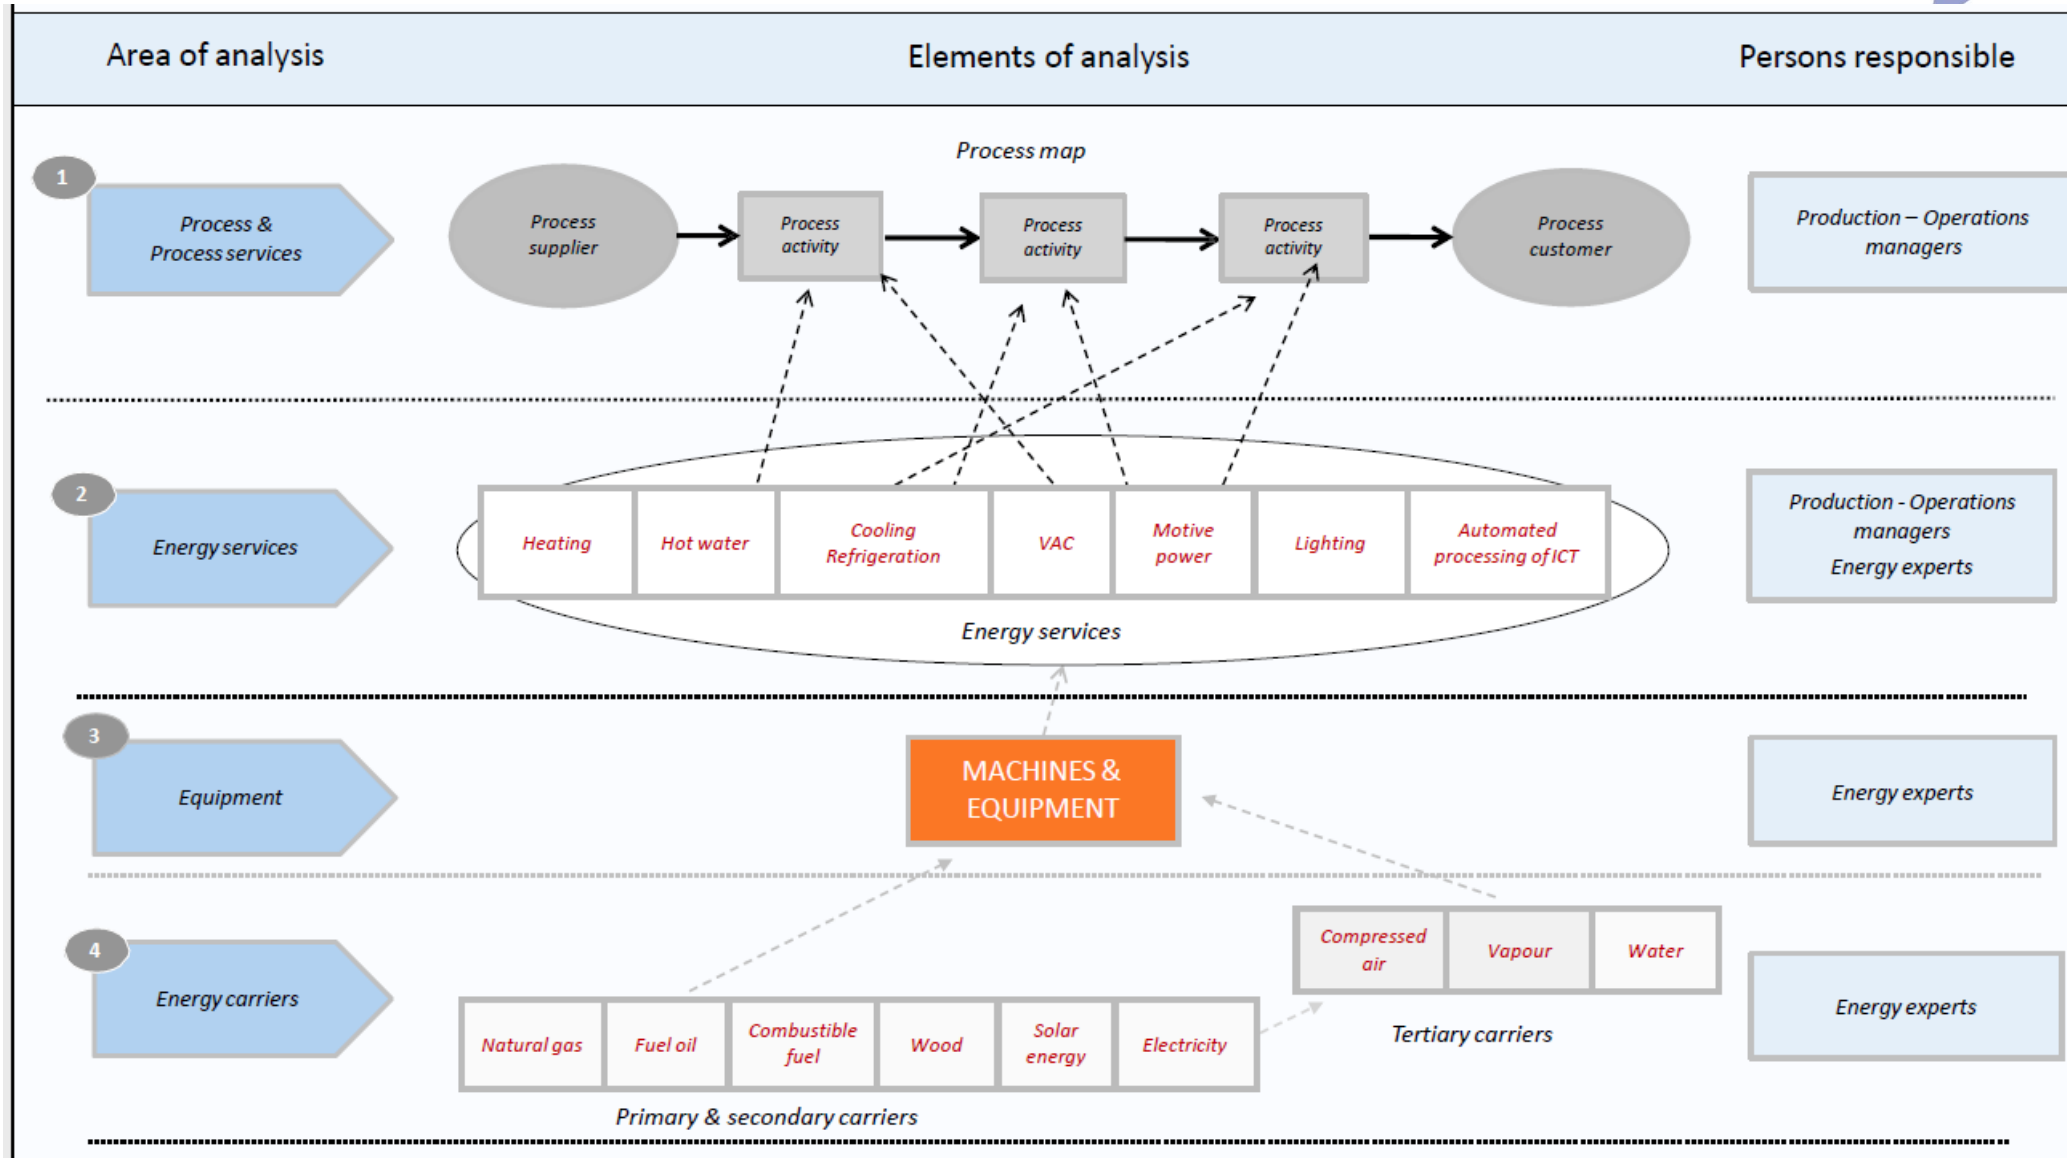 Area of analysis
Elements of analysis
Persons responsible
Process map
1
Process &
Process services
Process
supplier
Process
activity
Process
activity
Process
activity
Process
customer
Production – Operations
managers
2
Energy services
Heating
Hot water
Cooling
Refrigeration
VAC
Motive
power
Lighting
Automated
processing of ICT
Energy services
Production - Operations
managers
Energy experts
3
Equipment
MACHINES &
EQUIPMENT
Energy experts
4
Energy carriers
Compressed
air
Vapour
Water
Tertiary carriers
Natural gas
Fuel oil
Combustible
fuel
Wood
Solar
energy
Electricity
Primary & secondary carriers
Energy experts